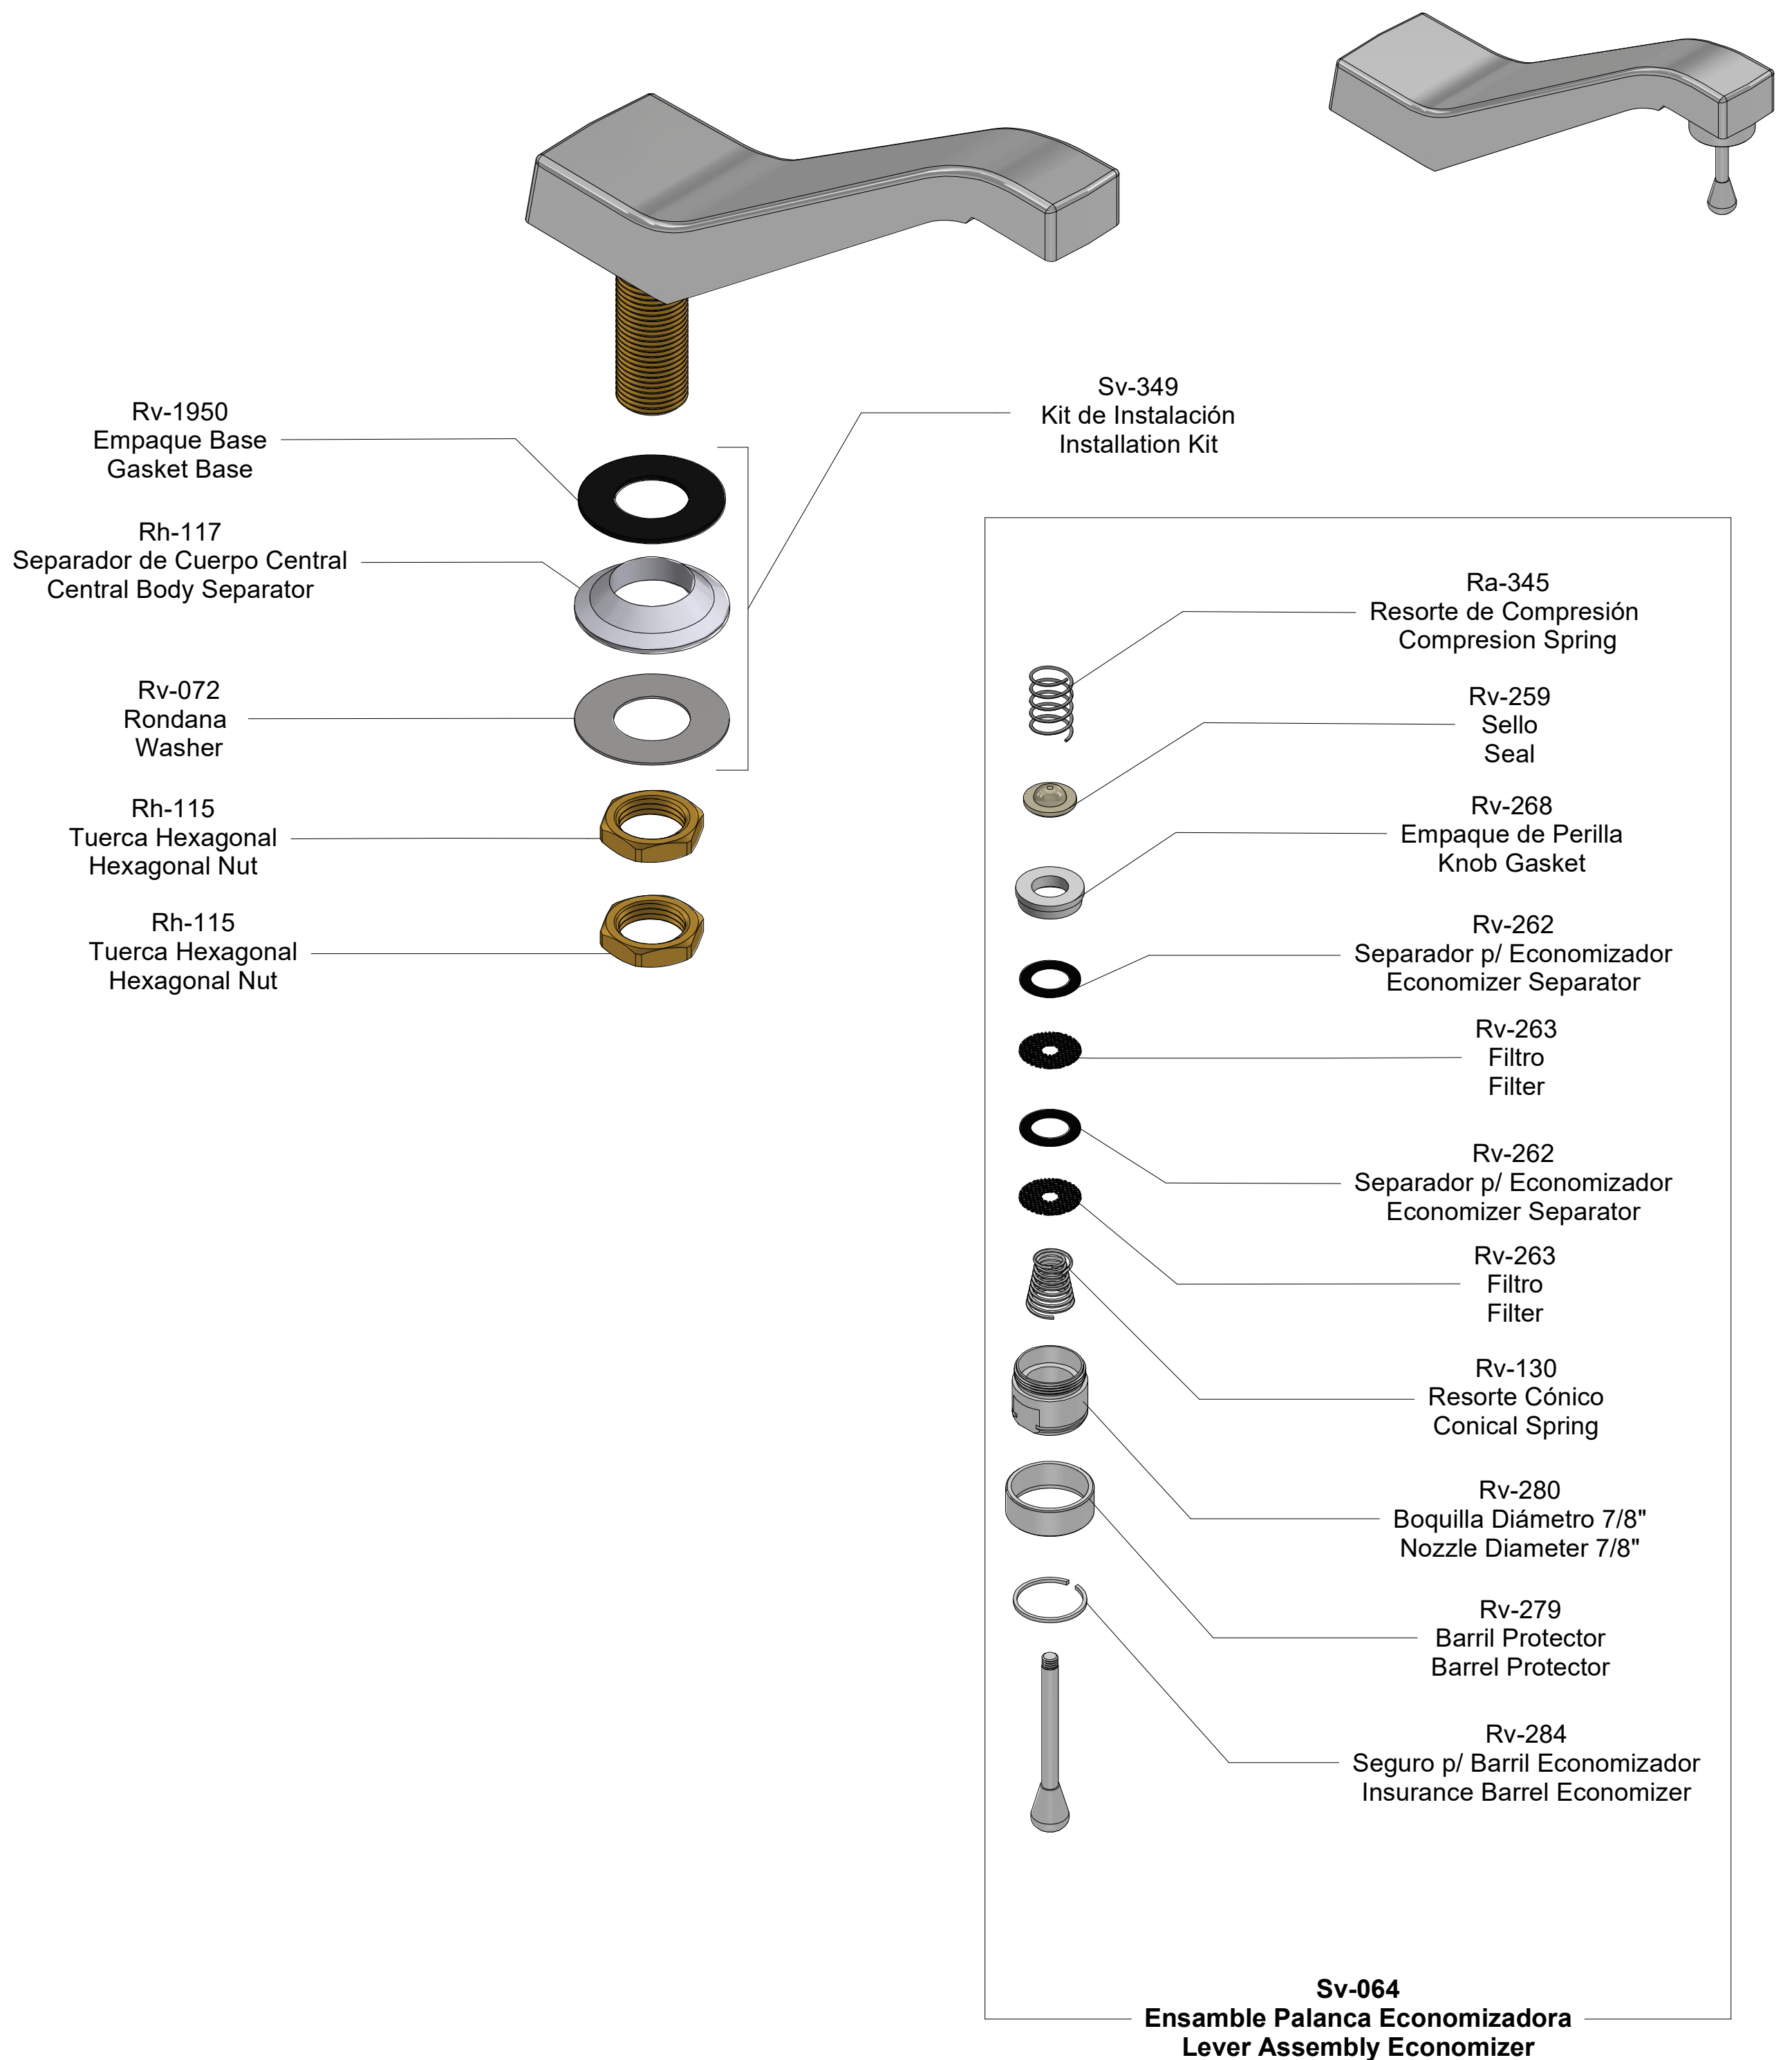 Rv-1950
Empaque Base
Gasket Base
Rh-117
Separador de Cuerpo Central
Central Body Separator
Rv-072
Rondana
Washer
Rh-115
Tuerca Hexagonal
Hexagonal Nut
Rh-115
Tuerca Hexagonal
Hexagonal Nut
Sv-349
Kit de Instalación
Installation Kit
Ra-345
Resorte de Compresión
Compresion Spring
Rv-259
Sello
Seal
Rv-268
Empaque de Perilla
Knob Gasket
Rv-262
Separador p/ Economizador
Economizer Separator
Rv-263
Filtro
Filter
Rv-262
Separador p/ Economizador
Economizer Separator
Rv-263
Filtro
Filter
Rv-130
Resorte Cónico
Conical Spring
Rv-280
Boquilla Diámetro 7/8"
Nozzle Diameter 7/8"
Rv-279
Barril Protector
Barrel Protector
Rv-284
Seguro p/ Barril Economizador
Insurance Barrel Economizer
Sv-064
Ensamble Palanca Economizadora
Lever Assembly Economizer